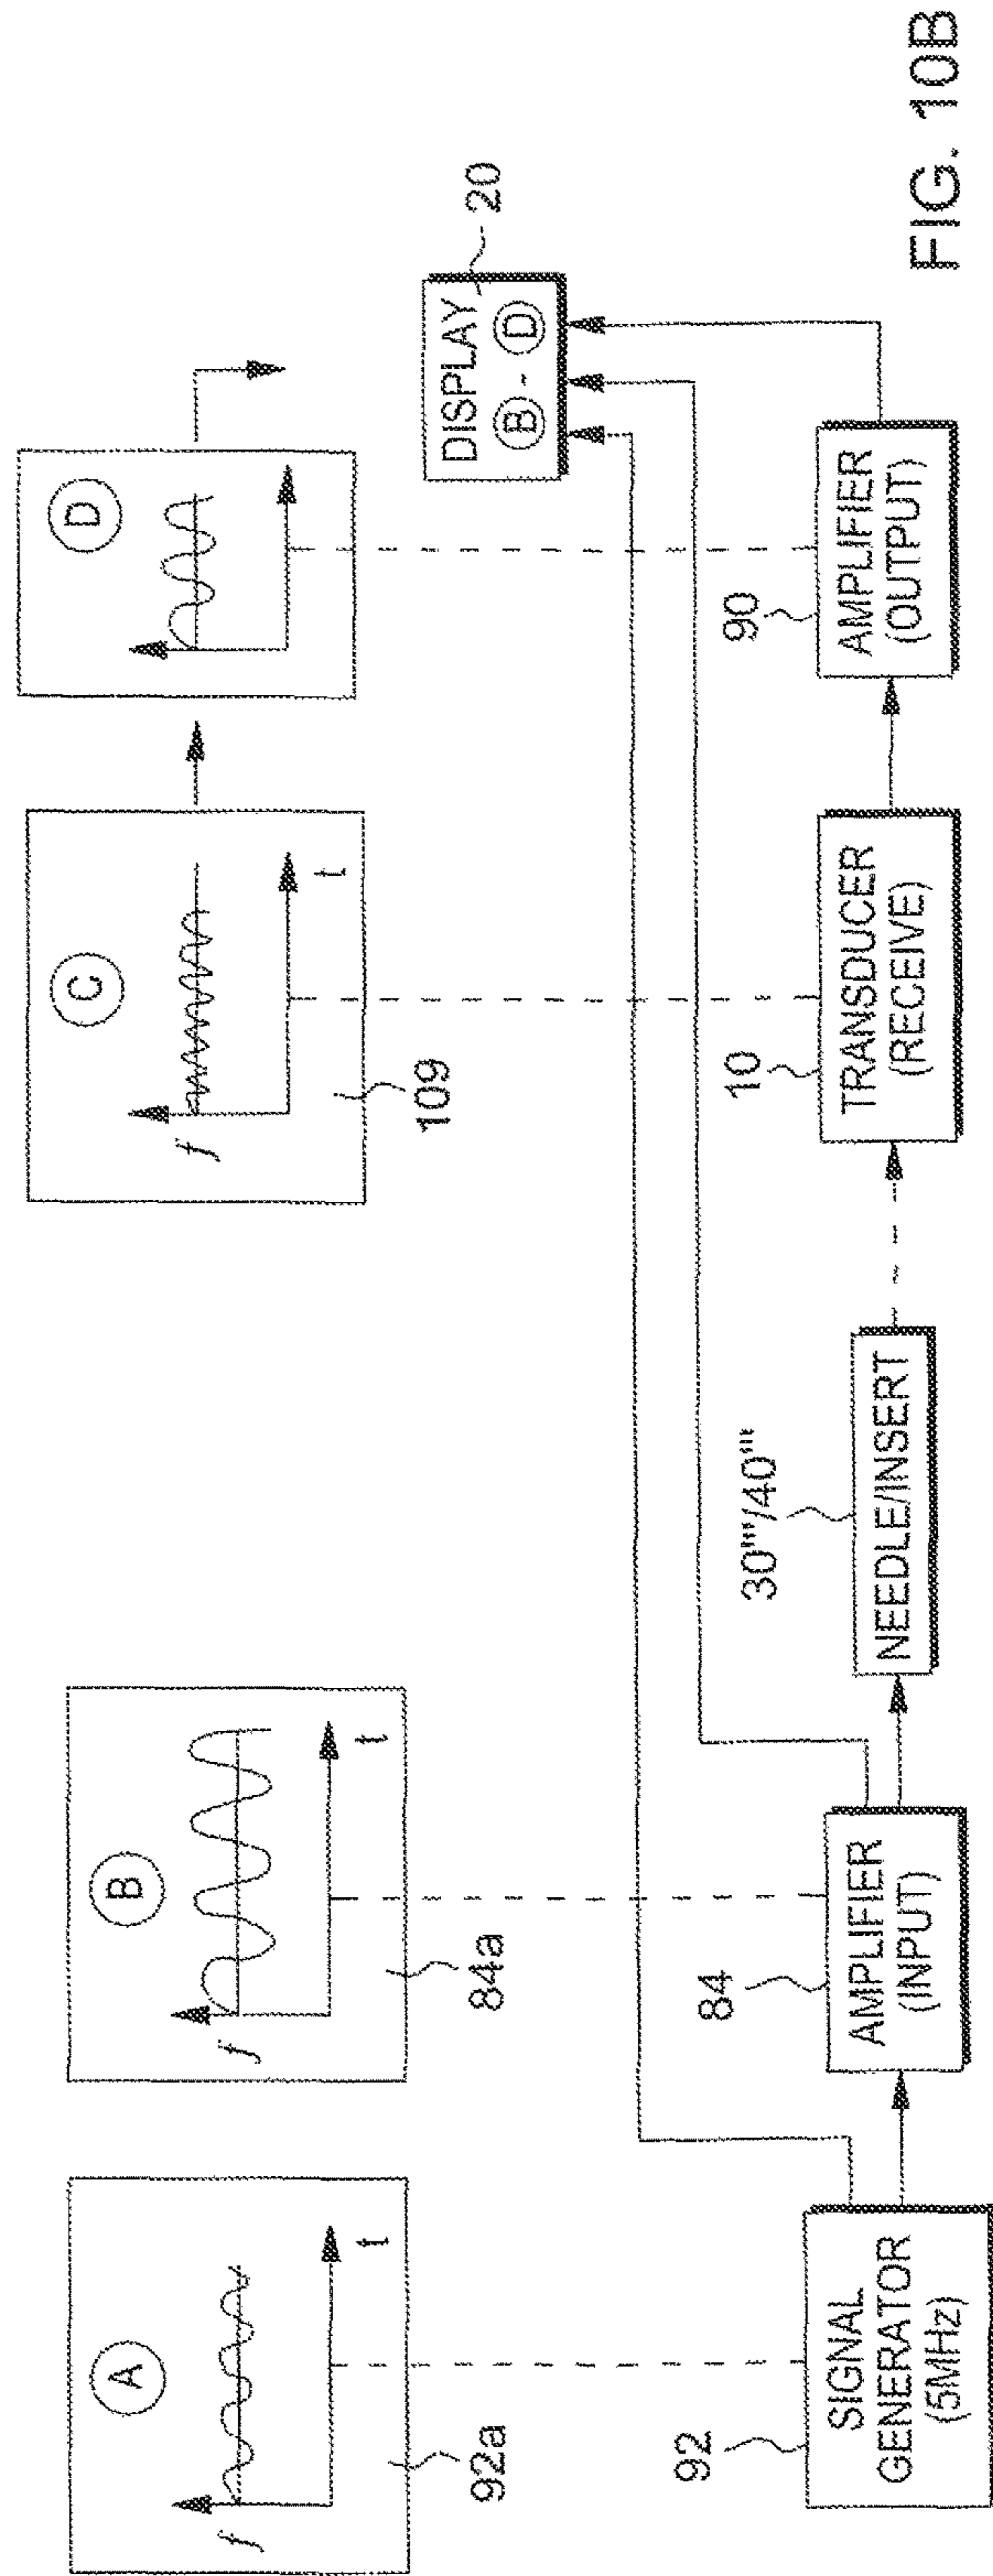 A
f
t
92a
B
f
t
84a
C
f
t
109
D
DISPLAY
B - D
20
92
SIGNAL
GENERATOR
(5MHz)
84
AMPLIFIER
(INPUT)
30'''/40'''
NEEDLE/INSERT
10
TRANSDUCER
(RECEIVE)
90
AMPLIFIER
(OUTPUT)
FIG. 10B